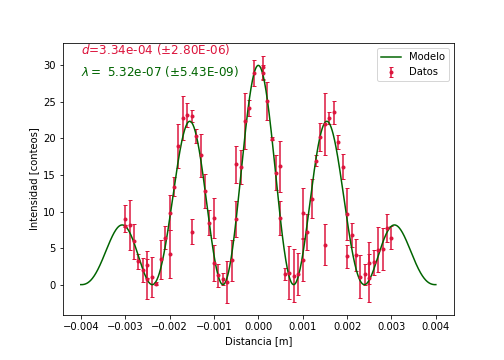 d=3.34e-04 (±2.80E-06)
λ = 5.32e-07 (±5.43E-09)
Modelo
Datos
Intensidad [conteos]
30
25
20
15
10
5
0
−0.004 −0.003 −0.002 −0.001 0.000 0.001 0.002 0.003 0.004
Distancia [m]